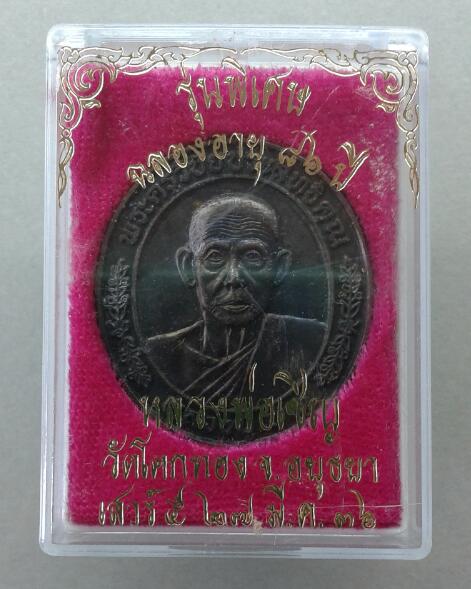 รุ่นพิเศษ
ฉลองอายุ ๘๖ ปี
หลวงพ่อเชิญ
วัดโคกทอง จ.อยุธยา
เสาร์ ๕ ๒๗ มี.ค. ๓๖